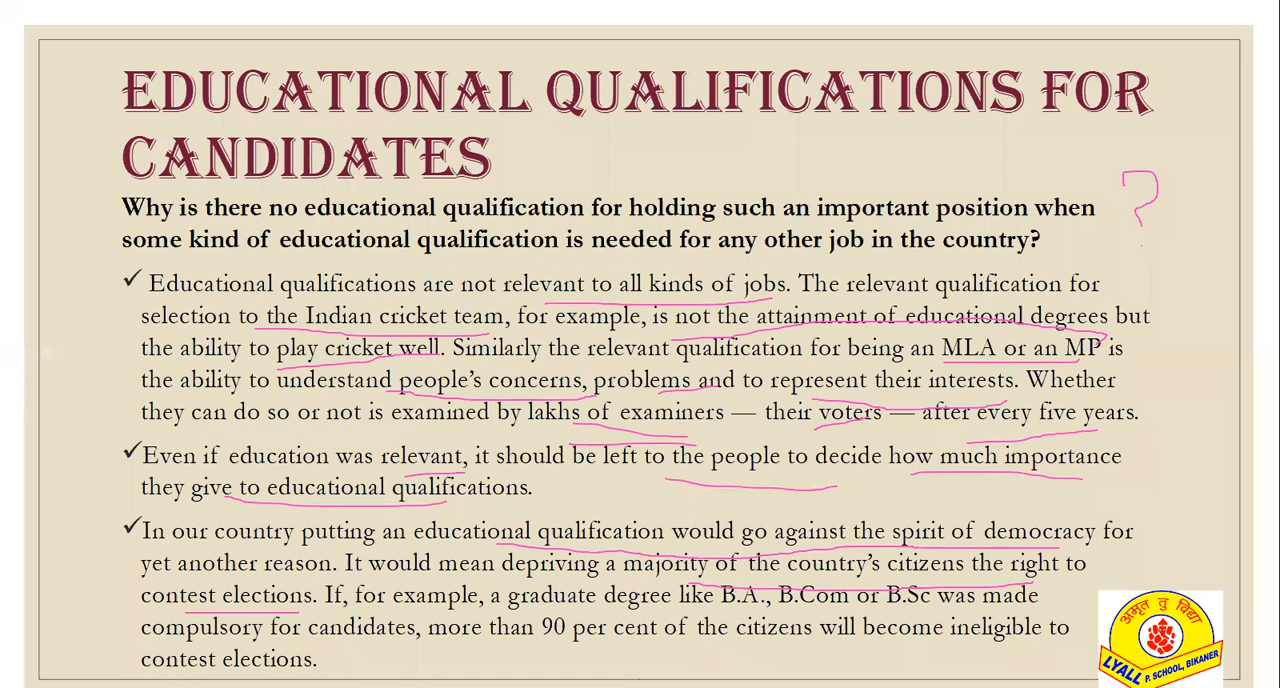 EDUCATIONAL QUALIFICATIONS FOR
CANDIDATES
?
Why is there no educational qualification for holding such an important position when
some kind of educational qualification is needed for any other job in the country?
✓ Educational qualifications are not relevant to all kinds of jobs. The relevant qualification for
selection to the Indian cricket team, for example, is not the attainment of educational degrees but
the ability to play cricket well. Similarly the relevant qualification for being an MLA or an MP is
the ability to understand people's concerns, problems and to represent their interests. Whether
they can do so or not is examined by lakhs of examiners — their voters — after every five years.
✓Even if education was relevant, it should be left to the people to decide how much importance
they give to educational qualifications.
✓In our country putting an educational qualification would go against the spirit of democracy for
yet another reason. It would mean depriving a majority of the country's citizens the right to
contest elections. If, for example, a graduate degree like B.A., B.Com or B.Sc was made
compulsory for candidates, more than 90 per cent of the citizens will become ineligible to
contest elections.
अमृतं तु विद्या
LYALL P. SCHOOL, BIKANER